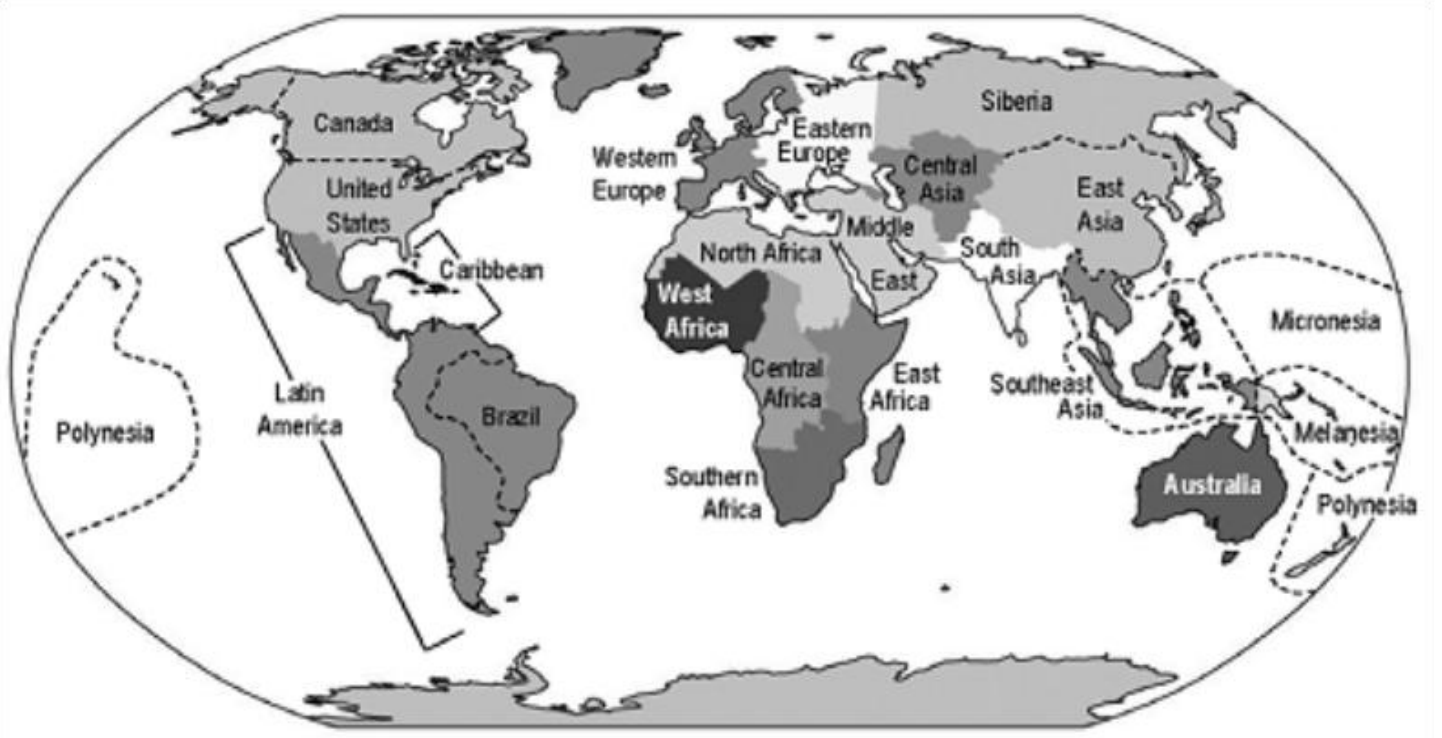 Canada
United
States
Caribbean
Latin
America
Brazil
Polynesia
Western
Europe
Eastern
Europe
Siberia
Central
Asia
East
Asia
Middle
East
North Africa
South
Asia
West
Africa
Central
Africa
East
Africa
Southern
Africa
Southeast
Asia
Micronesia
Melanesia
Australia
Polynesia